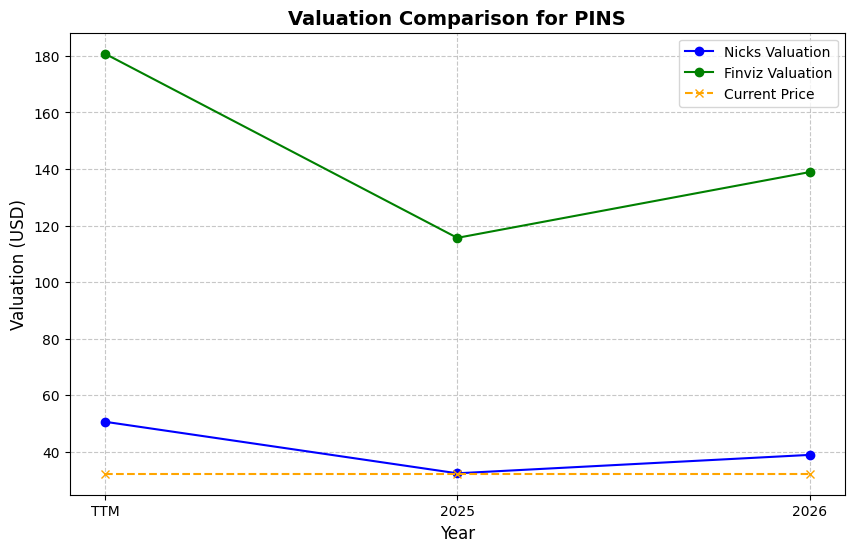 Valuation Comparison for PINS
Nicks Valuation
Finviz Valuation
Current Price
Valuation (USD)
180
160
140
120
100
80
60
40
TTM
2025
2026
Year